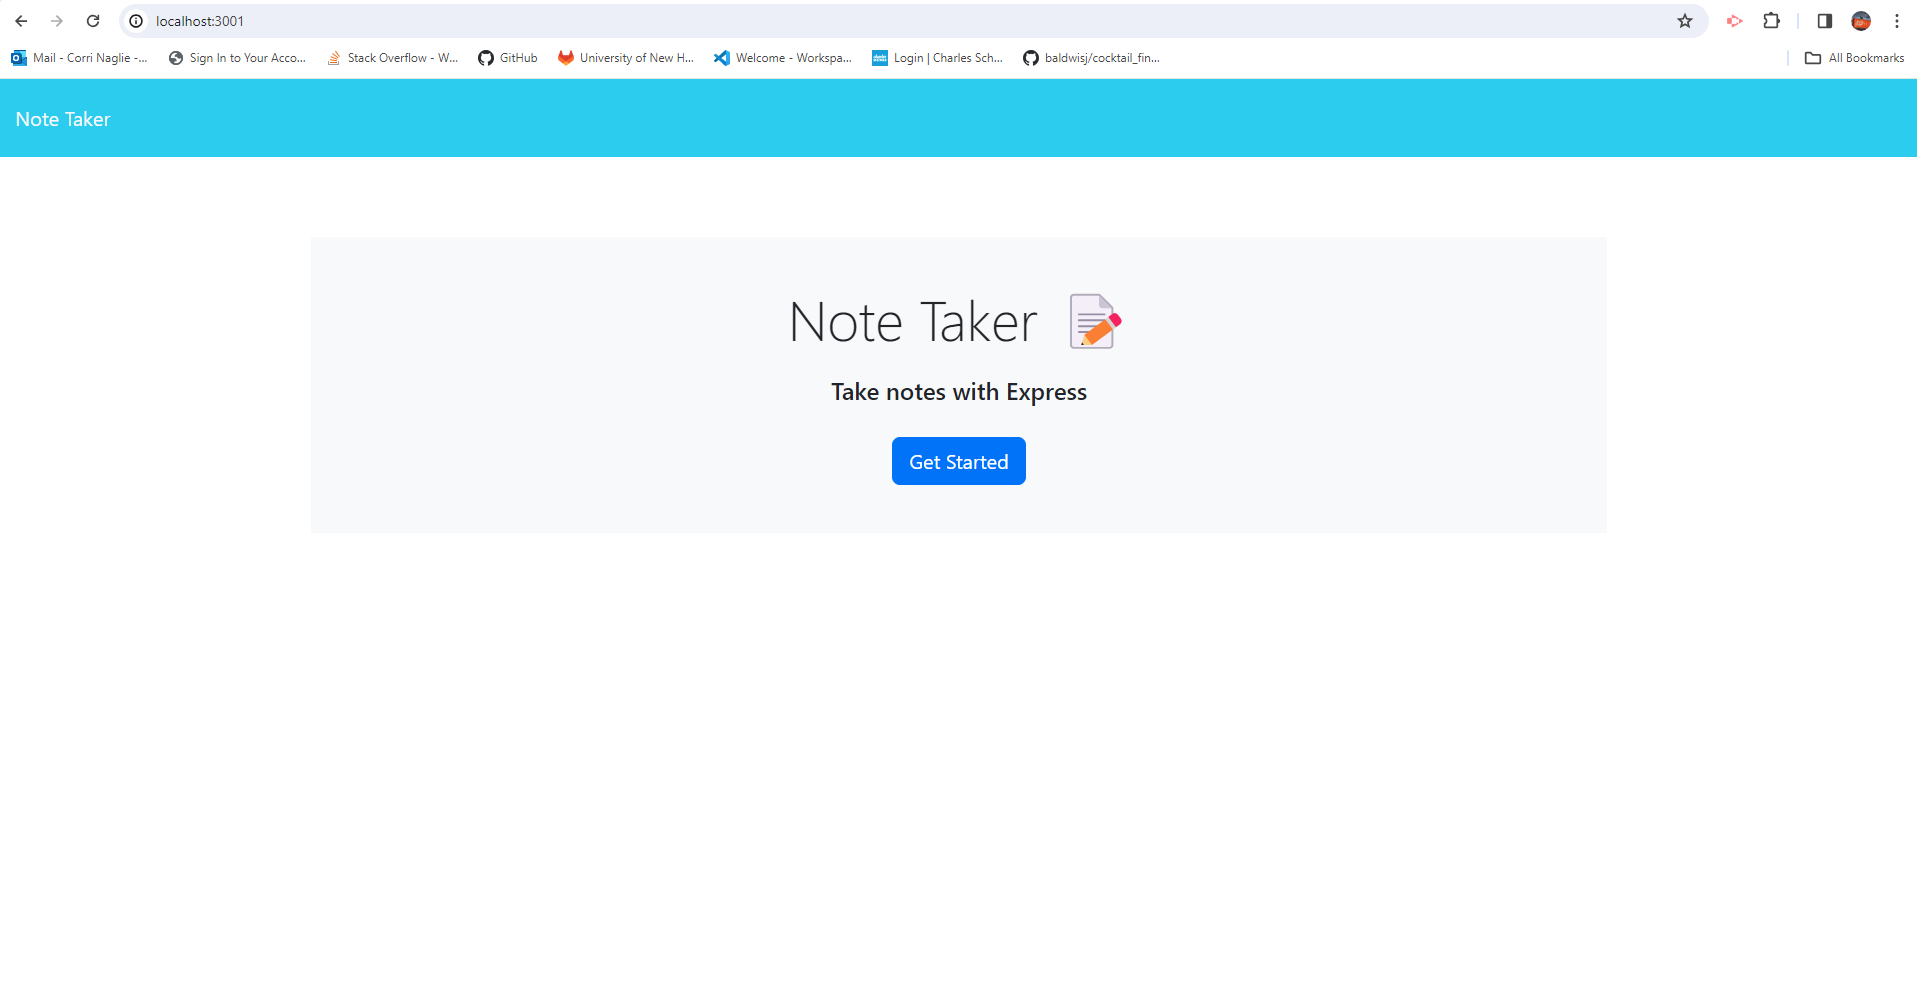 localhost:3001
Mail - Corri Naglie -... Sign In to Your Acco... Stack Overflow - W... GitHub University of New H... Welcome - Workspa... Login | Charles Sch... baldwisj/cocktail_fin... All Bookmarks
Note Taker
Note Taker
Take notes with Express
Get Started